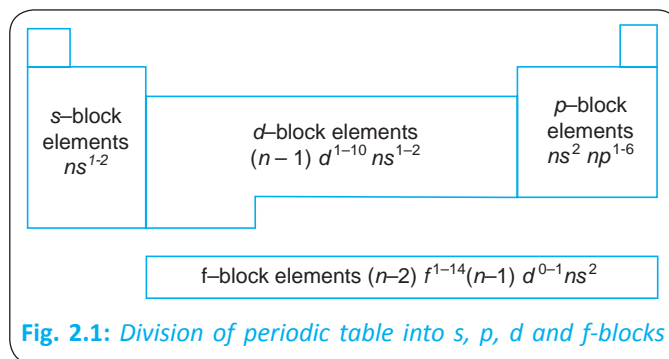 s–block
elements
ns¹⁻²
d–block elements
(n – 1) d¹⁻¹⁰ ns¹⁻²
p–block
elements
ns² np¹⁻⁶
f–block elements (n–2) f¹⁻¹⁴(n–1) d⁰⁻¹ns²
Fig. 2.1: Division of periodic table into s, p, d and f-blocks